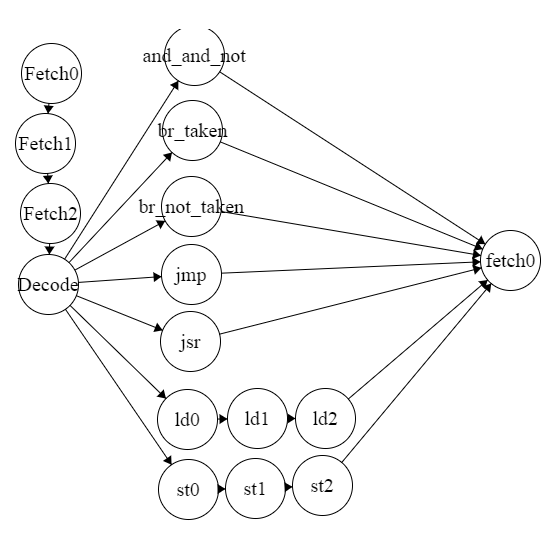 Fetch0
Fetch1
Fetch2
Decode
and_and_not
br_taken
br_not_taken
jmp
jsr
ld0
ld1
ld2
st0
st1
st2
fetch0